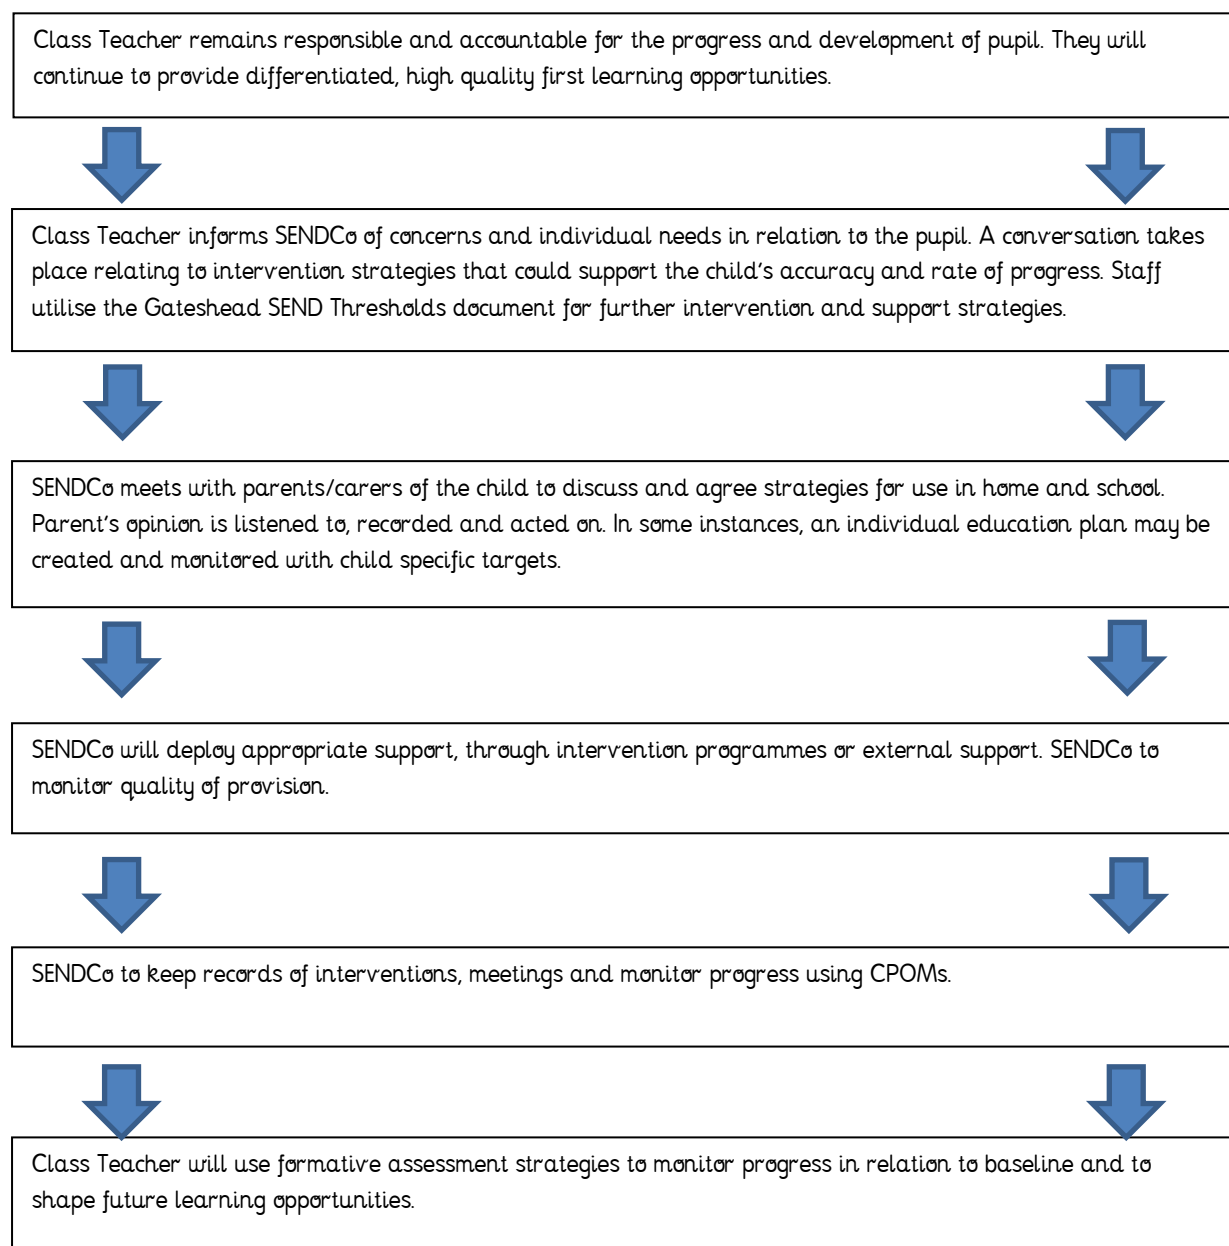 Class Teacher remains responsible and accountable for the progress and development of pupil. They will
continue to provide differentiated, high quality first learning opportunities.
Class Teacher informs SENDCo of concerns and individual needs in relation to the pupil. A conversation takes
place relating to intervention strategies that could support the child's accuracy and rate of progress. Staff
utilise the Gateshead SEND Thresholds document for further intervention and support strategies.
SENDCo meets with parents/carers of the child to discuss and agree strategies for use in home and school.
Parent's opinion is listened to, recorded and acted on. In some instances, an individual education plan may be
created and monitored with child specific targets.
SENDCo will deploy appropriate support, through intervention programmes or external support. SENDCo to
monitor quality of provision.
SENDCo to keep records of interventions, meetings and monitor progress using CPOMs.
Class Teacher will use formative assessment strategies to monitor progress in relation to baseline and to
shape future learning opportunities.